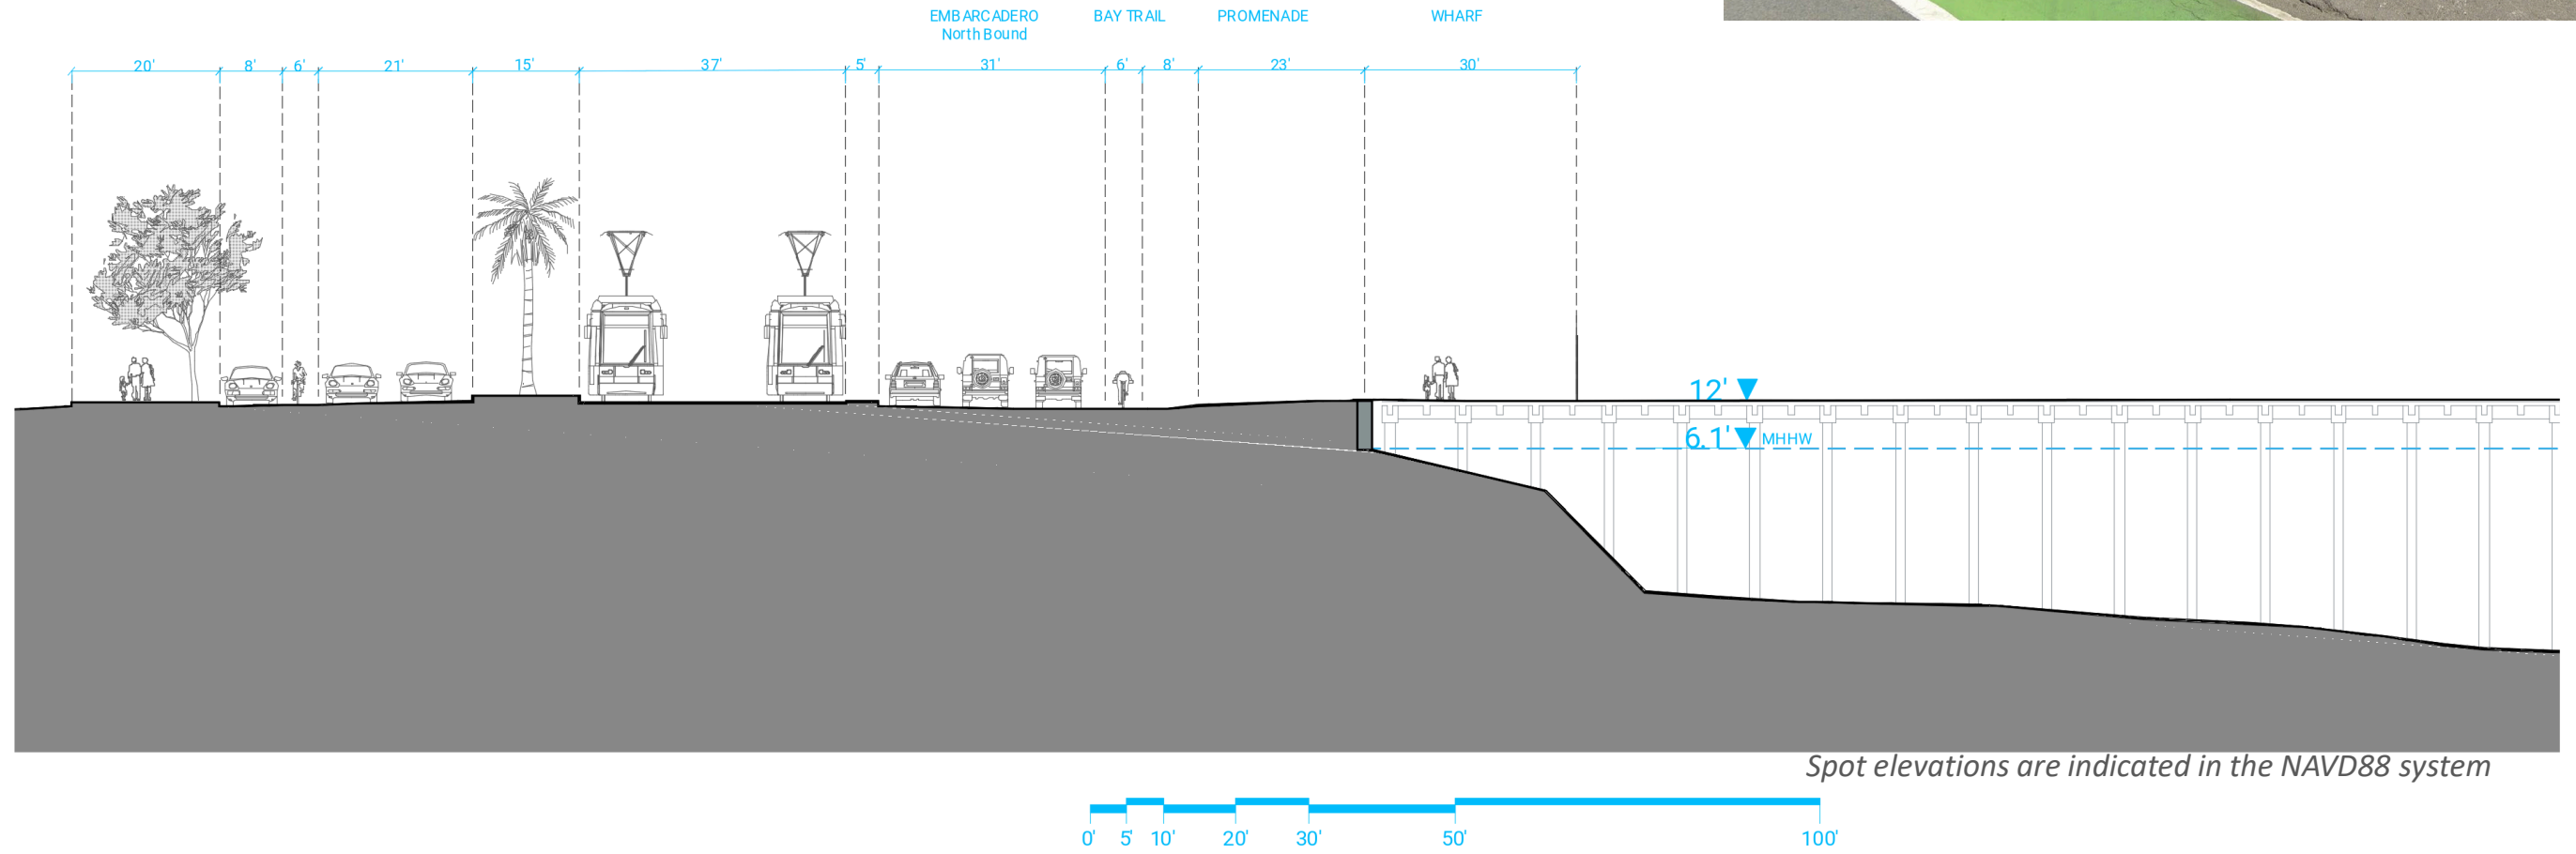 EMBARCADERO
North Bound
BAY TRAIL
PROMENADE
WHARF
20' 8' 6' 21' 15' 37' 5' 31' 6' 8' 23' 30'
12'
6.1' MHHW
Spot elevations are indicated in the NAVD88 system
0' 5' 10' 20' 30' 50' 100'